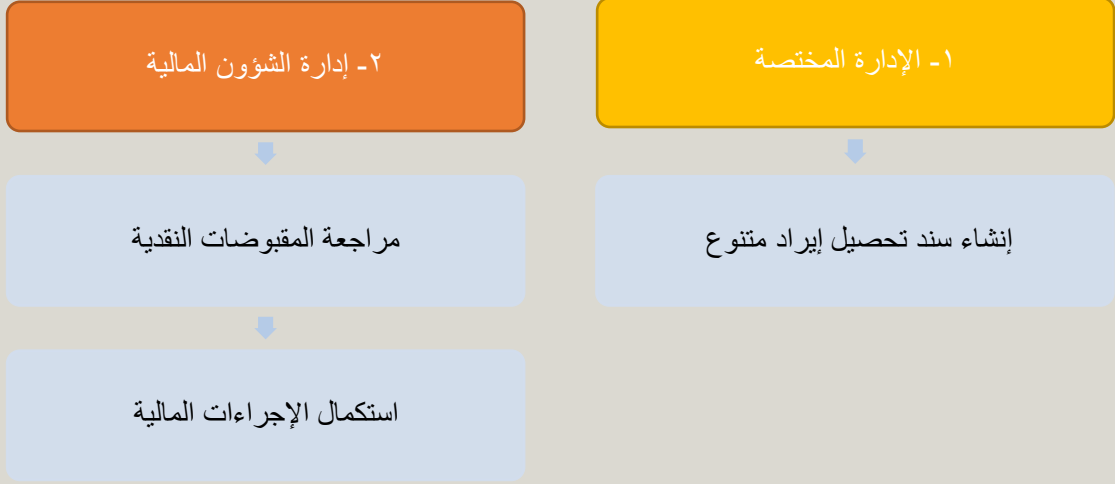 ١- الإدارة المختصة
إنشاء سند تحصيل إيراد متنوع
٢- إدارة الشؤون المالية
مراجعة المقبوضات النقدية
استكمال الإجراءات المالية